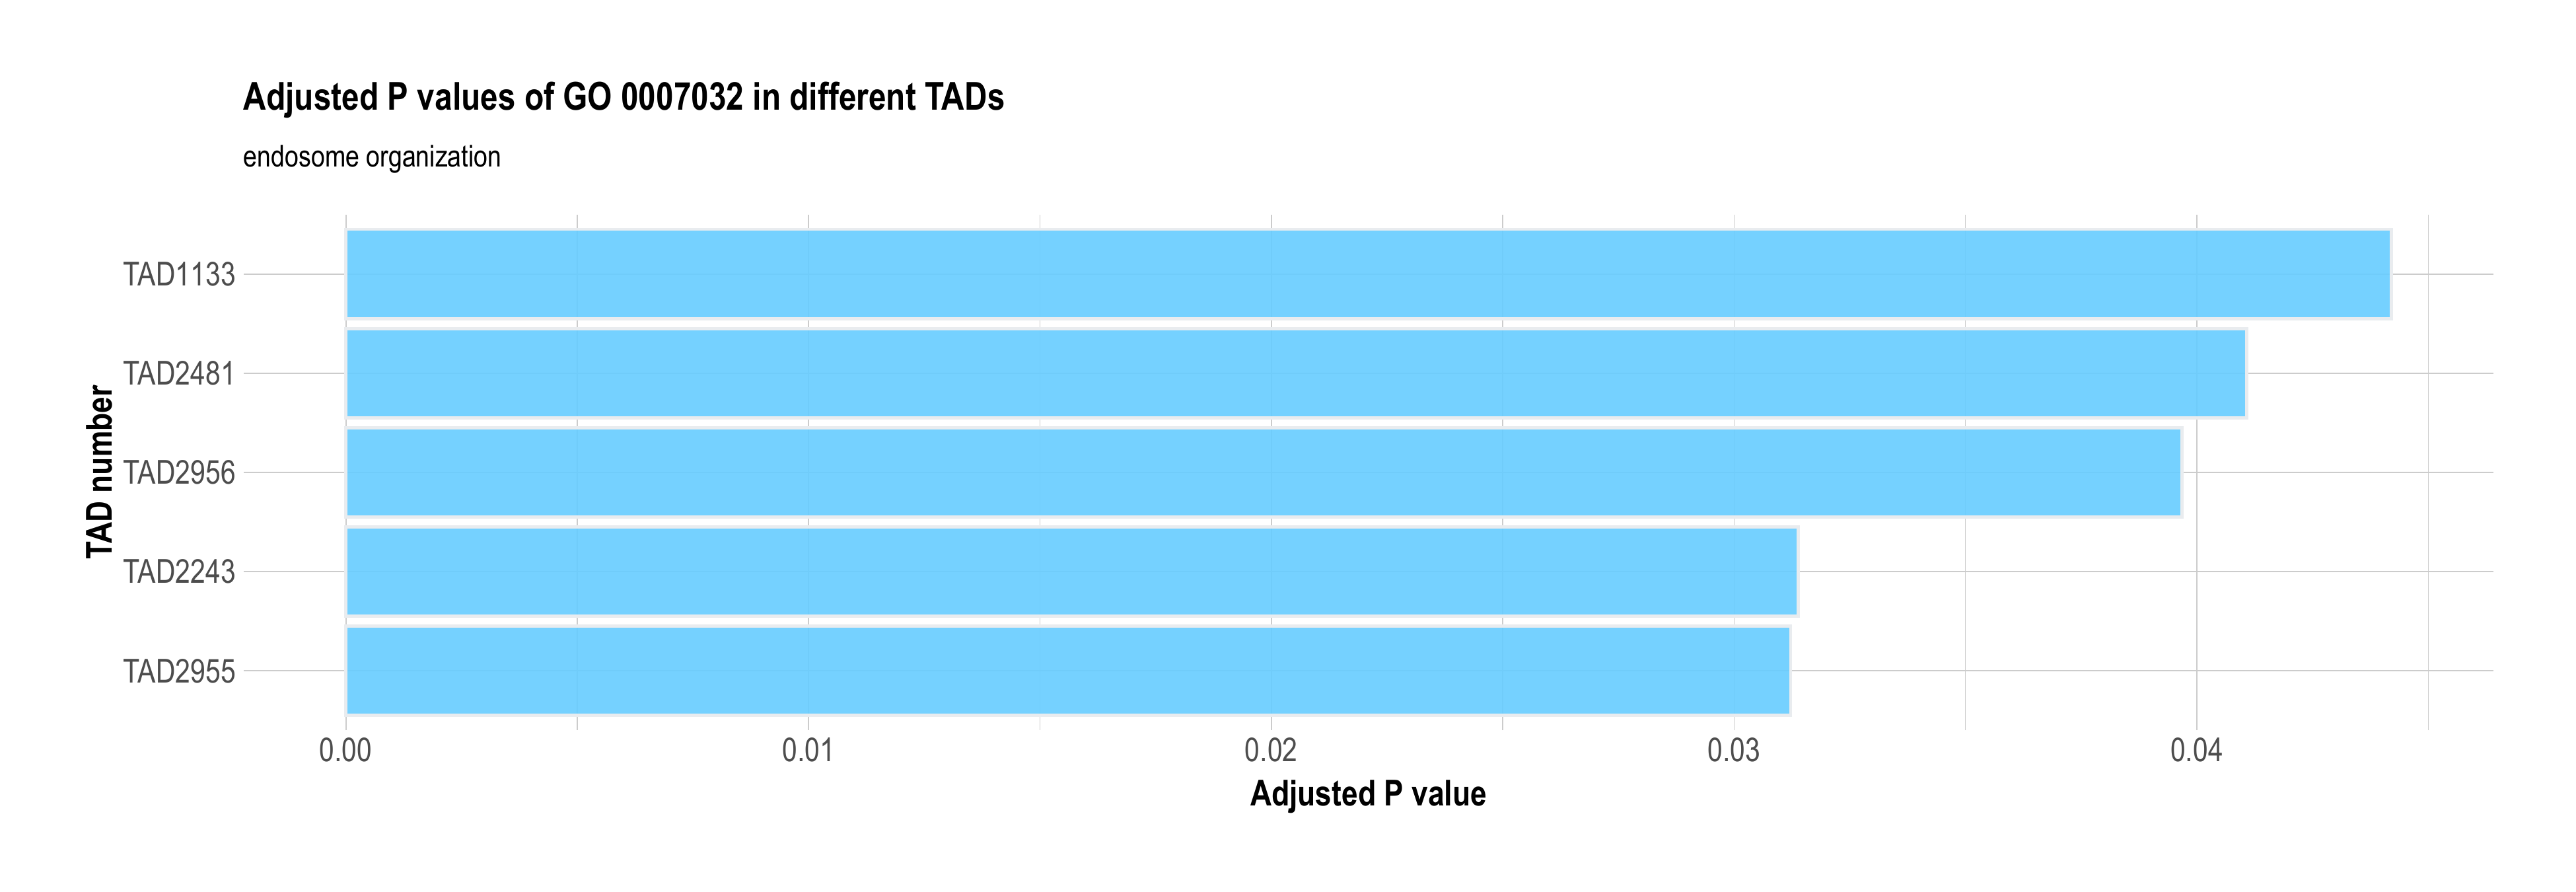 Adjusted P values of GO 0007032 in different TADs
endosome organization
TAD number
TAD1133
TAD2481
TAD2956
TAD2243
TAD2955
0.00 0.01 0.02 0.03 0.04
Adjusted P value